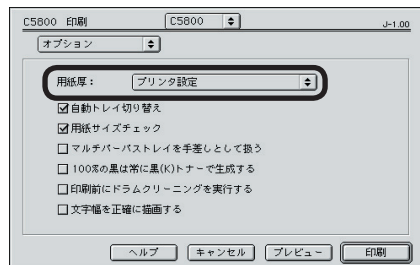 C5800 印刷 C5800 J-1.00
オプション
用紙厚： プリンタ設定
自動トレイ切り替え
用紙サイズチェック
マルチパーパストレイを手差しとして扱う
100%の黒は常に黒(K)トナーで生成する
印刷前にドラムクリーニングを実行する
文字幅を正確に描画する
ヘルプ キャンセル プレビュー 印刷